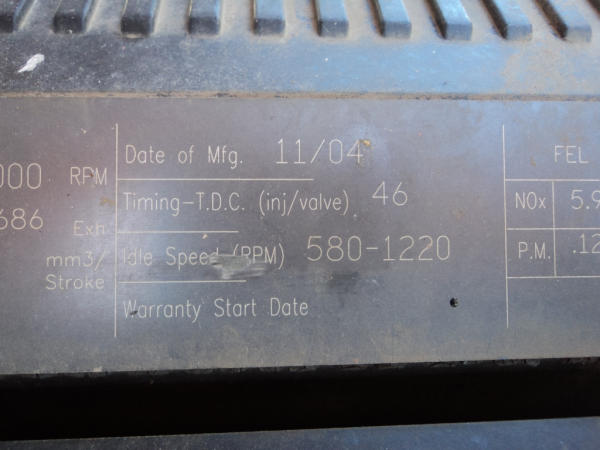 000 RPM
686 Exh
mm3/
Stroke
Date of Mfg. 11/04
Timing-T.D.C. (inj/valve) 46
Idle Speed (RPM) 580-1220
Warranty Start Date
FEL
NOx 5.9
P.M. .12